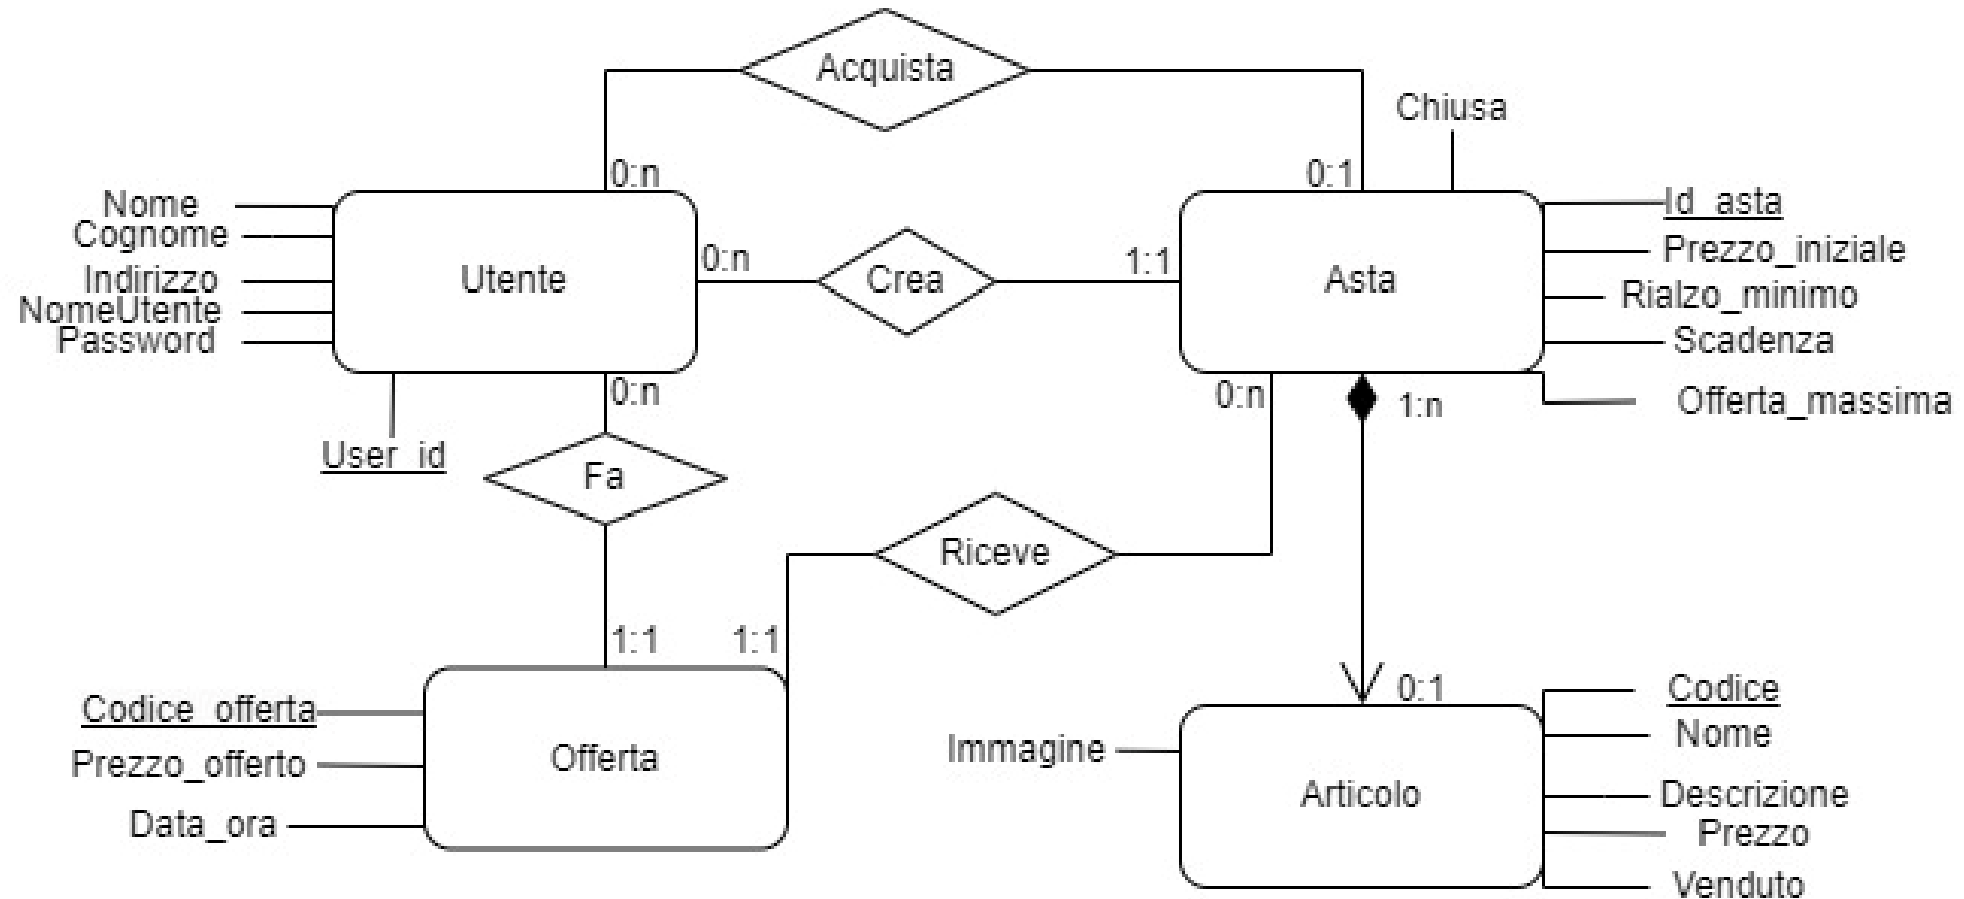 Acquista
Chiusa
0:n
0:1
Nome
Cognome
Indirizzo
NomeUtente
Password
Utente
0:n
Crea
1:1
Asta
Id_asta
Prezzo_iniziale
Rialzo_minimo
Scadenza
Offerta_massima
0:n
0:n
1:n
User_id
Fa
Riceve
1:1
1:1
0:1
Codice_offerta
Prezzo_offerto
Data_ora
Offerta
Immagine
Articolo
Codice
Nome
Descrizione
Prezzo
Venduto